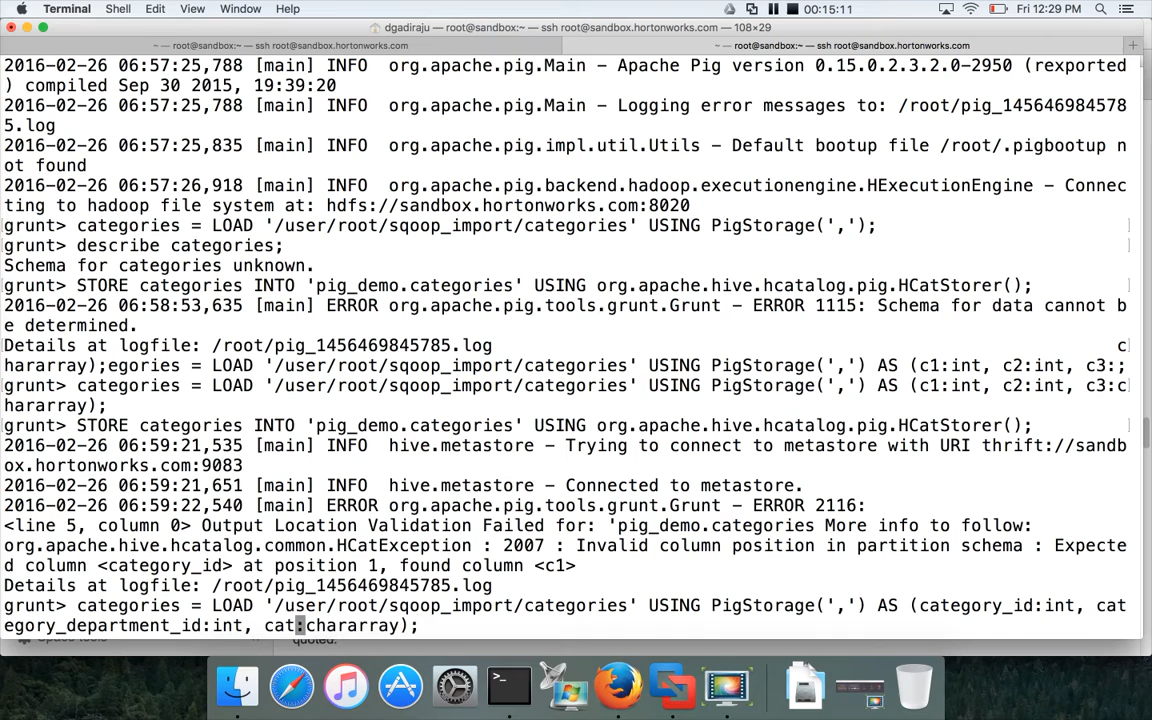 Terminal Shell Edit View Window Help 00:15:11 Fri 12:29 PM
dgadiraju — root@sandbox:~ — ssh root@sandbox.hortonworks.com — 108×29
~ — root@sandbox:~ — ssh root@sandbox.hortonworks.com
~ — root@sandbox:~ — ssh root@sandbox.hortonworks.com
2016-02-26 06:57:25,788 [main] INFO  org.apache.pig.Main - Apache Pig version 0.15.0.2.3.2.0-2950 (rexported
) compiled Sep 30 2015, 19:39:20
2016-02-26 06:57:25,788 [main] INFO  org.apache.pig.Main - Logging error messages to: /root/pig_145646984578
5.log
2016-02-26 06:57:25,835 [main] INFO  org.apache.pig.impl.util.Utils - Default bootup file /root/.pigbootup n
ot found
2016-02-26 06:57:26,918 [main] INFO  org.apache.pig.backend.hadoop.executionengine.HExecutionEngine - Connec
ting to hadoop file system at: hdfs://sandbox.hortonworks.com:8020
grunt> categories = LOAD '/user/root/sqoop_import/categories' USING PigStorage(',');
grunt> describe categories;
Schema for categories unknown.
grunt> STORE categories INTO 'pig_demo.categories' USING org.apache.hive.hcatalog.pig.HCatStorer();
2016-02-26 06:58:53,635 [main] ERROR org.apache.pig.tools.grunt.Grunt - ERROR 1115: Schema for data cannot b
e determined.
Details at logfile: /root/pig_1456469845785.log c
hararray);egories = LOAD '/user/root/sqoop_import/categories' USING PigStorage(',') AS (c1:int, c2:int, c3:;
grunt> categories = LOAD '/user/root/sqoop_import/categories' USING PigStorage(',') AS (c1:int, c2:int, c3:c
hararray);
grunt> STORE categories INTO 'pig_demo.categories' USING org.apache.hive.hcatalog.pig.HCatStorer();
2016-02-26 06:59:21,535 [main] INFO  hive.metastore - Trying to connect to metastore with URI thrift://sandb
ox.hortonworks.com:9083
2016-02-26 06:59:21,651 [main] INFO  hive.metastore - Connected to metastore.
2016-02-26 06:59:22,540 [main] ERROR org.apache.pig.tools.grunt.Grunt - ERROR 2116:
<line 5, column 0> Output Location Validation Failed for: 'pig_demo.categories More info to follow:
org.apache.hive.hcatalog.common.HCatException : 2007 : Invalid column position in partition schema : Expecte
d column <category_id> at position 1, found column <c1>
Details at logfile: /root/pig_1456469845785.log
grunt> categories = LOAD '/user/root/sqoop_import/categories' USING PigStorage(',') AS (category_id:int, cat
egory_department_id:int, cat:chararray);
quoted.